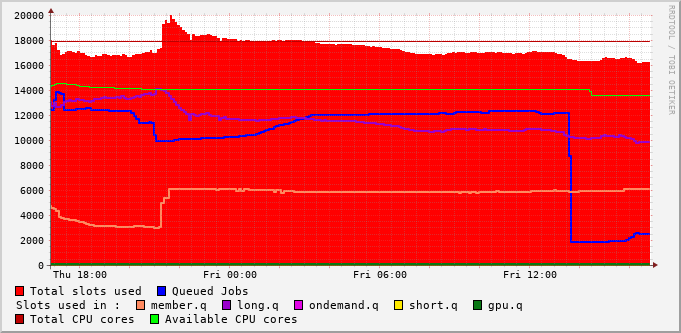 RRDTOOL / TOBI OETIKER
20000
18000
16000
14000
12000
10000
8000
6000
4000
2000
0
Thu 18:00 Fri 00:00 Fri 06:00 Fri 12:00
Total slots used Queued Jobs
Slots used in : member.q long.q ondemand.q short.q gpu.q
Total CPU cores Available CPU cores